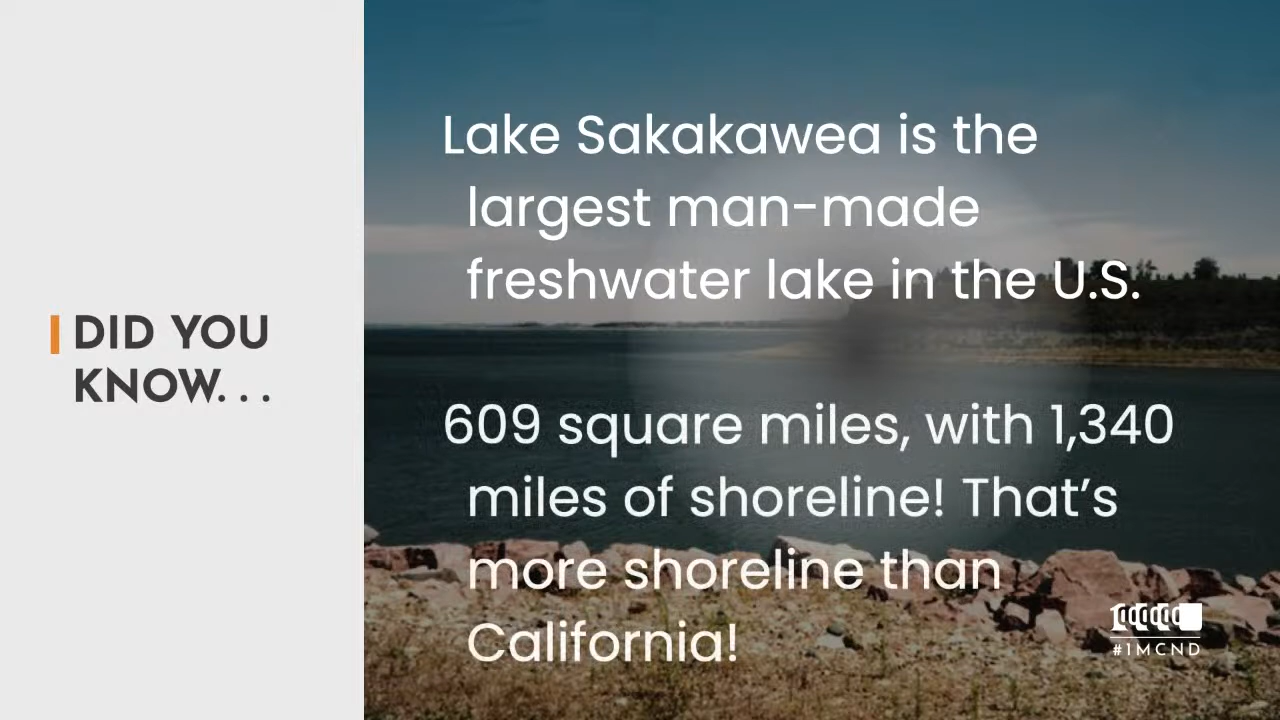 DID YOU
KNOW...
Lake Sakakawea is the
largest man-made
freshwater lake in the U.S.
609 square miles, with 1,340
miles of shoreline! That’s
more shoreline than
California!
#1MCND